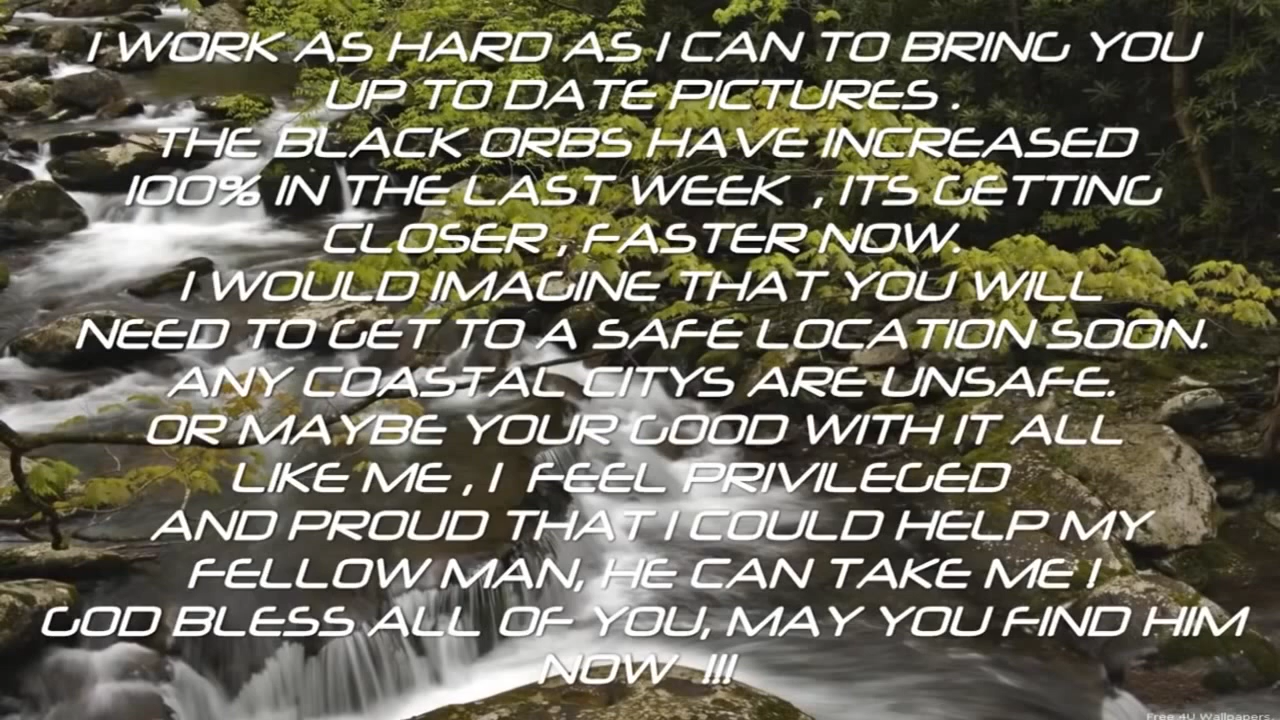 I WORK AS HARD AS I CAN TO BRING YOU
UP TO DATE PICTURES .
THE BLACK ORBS HAVE INCREASED
100% IN THE LAST WEEK , ITS GETTING
CLOSER , FASTER NOW.
I WOULD IMAGINE THAT YOU WILL
NEED TO GET TO A SAFE LOCATION SOON.
ANY COASTAL CITYS ARE UNSAFE.
OR MAYBE YOUR GOOD WITH IT ALL
LIKE ME , I FEEL PRIVILEGED
AND PROUD THAT I COULD HELP MY
FELLOW MAN, HE CAN TAKE ME !
GOD BLESS ALL OF YOU, MAY YOU FIND HIM
NOW !!!
Free 4U Wallpapers